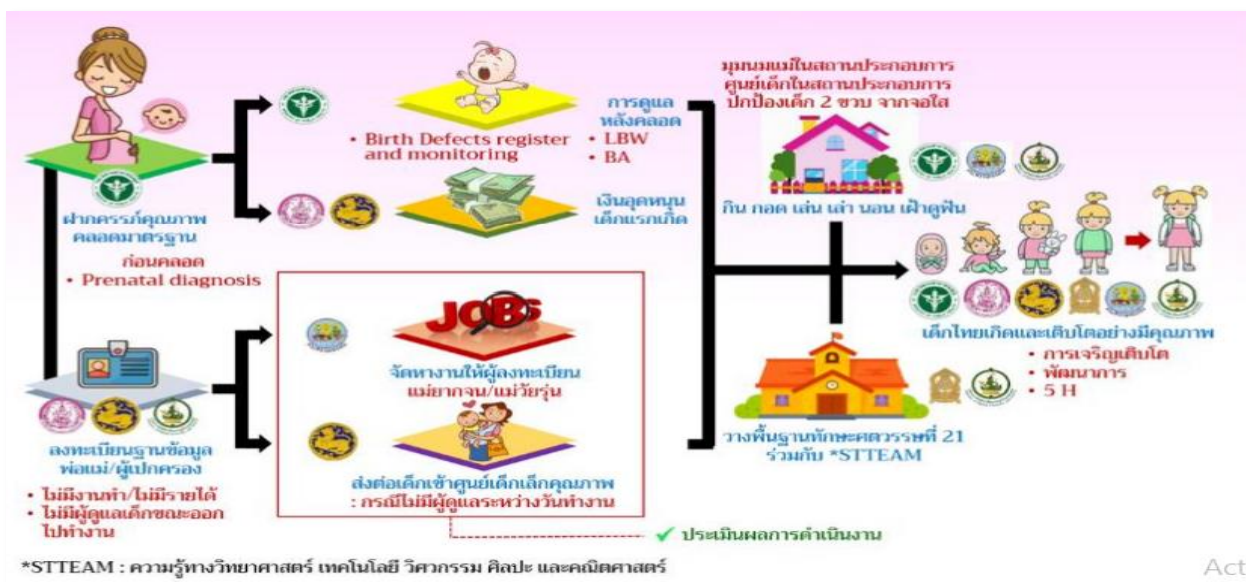 ฝากครรภ์คุณภาพ
คลอดมาตรฐาน
ก่อนคลอด
• Prenatal diagnosis
• Birth Defects register
and monitoring
การดูแล
หลังคลอด
• LBW
• BA
เงินอุดหนุน
เด็กแรกเกิด
ลงทะเบียนฐานข้อมูล
พ่อแม่/ผู้ปกครอง
• ไม่มีงานทำ/ไม่มีรายได้
• ไม่มีผู้ดูแลเด็กขณะออก
ไปทำงาน
JOBS
จัดหางานให้ผู้ลงทะเบียน
แม่ยากจน/แม่วัยรุ่น
ส่งต่อเด็กเข้าศูนย์เด็กเล็กคุณภาพ
: กรณีไม่มีผู้ดูแลระหว่างวันทำงาน
มุมนมแม่ในสถานประกอบการ
ศูนย์เด็กในสถานประกอบการ
ปกป้องเด็ก 2 ขวบ จากจอใส
กิน กอด เล่น เล่า นอน เฝ้าดูฟัน
เด็กไทยเกิดและเติบโตอย่างมีคุณภาพ
• การเจริญเติบโต
• พัฒนาการ
• 5 H
วางพื้นฐานทักษะศตวรรษที่ 21
ร่วมกับ *STTEAM
✓ ประเมินผลการดำเนินงาน
*STTEAM : ความรู้ทางวิทยาศาสตร์ เทคโนโลยี วิศวกรรม ศิลปะ และคณิตศาสตร์
Act